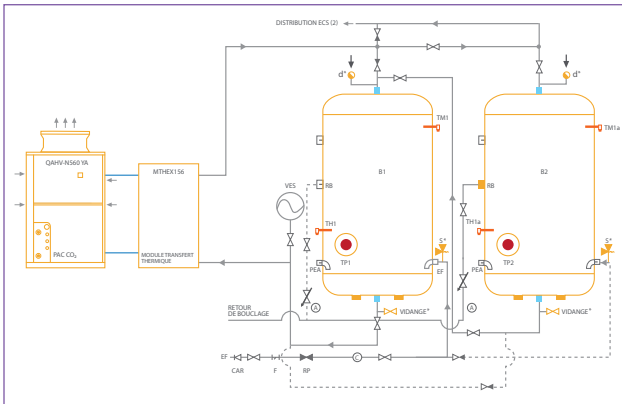 DISTRIBUTION ECS (2)
d*
d*
TM1
TM1a
QAHV-N560 YA
MTHEX156
VES
RB
B1
RB
B2
TH1
TH1a
S*
S*
PAC CO₂
MODULE TRANSFERT
THERMIQUE
PEA
TP1
EF
PEA
TP2
RETOUR
DE BOUCLAGE
A
VIDANGE*
A
VIDANGE*
EF
C
CAR
F
RP